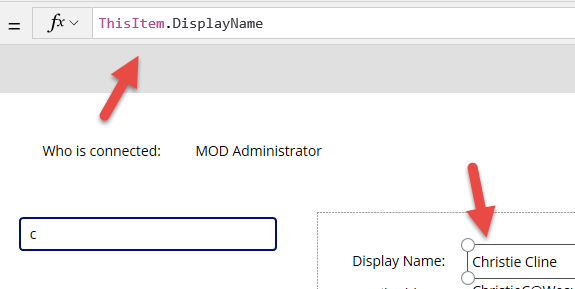 = fx ThisItem.DisplayName
Who is connected: MOD Administrator
c
Display Name: Christie Cline